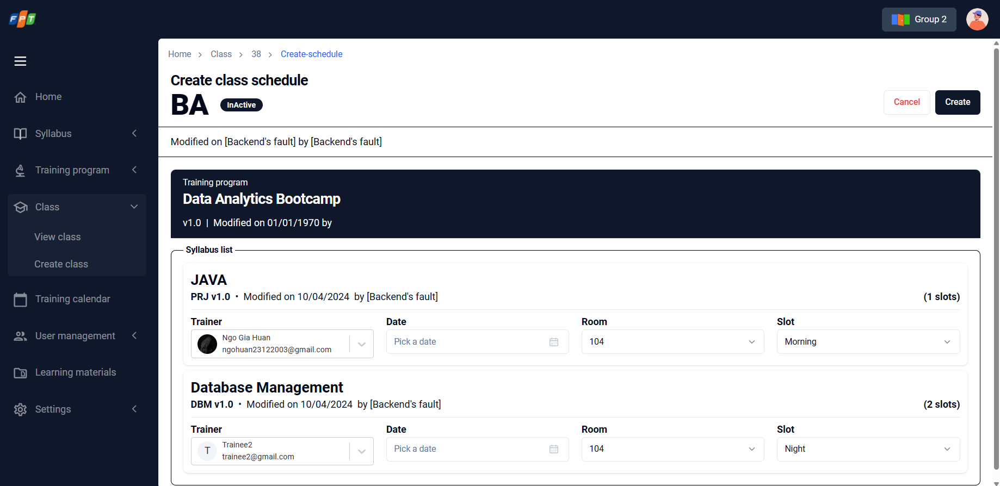 FPT
Group 2
Home
Syllabus
Training program
Class
View class
Create class
Training calendar
User management
Learning materials
Settings
Home > Class > 38 > Create-schedule
Create class schedule
BA InActive
Cancel Create
Modified on [Backend's fault] by [Backend's fault]
Training program
Data Analytics Bootcamp
v1.0 | Modified on 01/01/1970 by
Syllabus list
JAVA
PRJ v1.0 • Modified on 10/04/2024 by [Backend's fault] (1 slots)
Trainer Date Room Slot
Ngo Gia Huan
ngohuan23122003@gmail.com
Pick a date 104 Morning
Database Management
DBM v1.0 • Modified on 10/04/2024 by [Backend's fault] (2 slots)
Trainer Date Room Slot
T
Trainee2
trainee2@gmail.com
Pick a date 104 Night